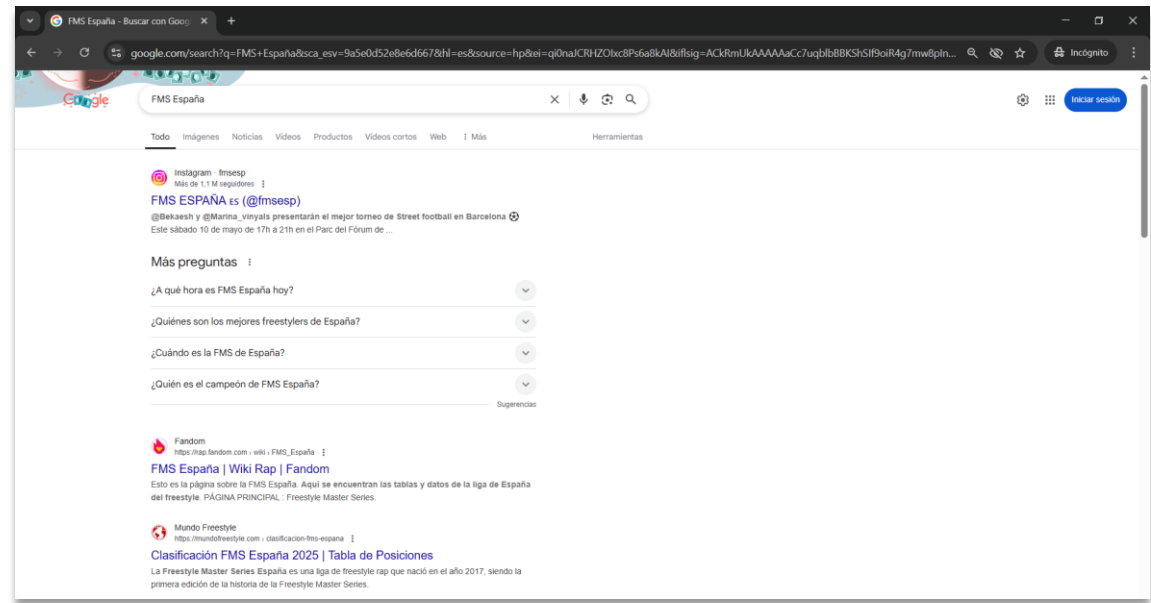 FMS España - Buscar con Goog
google.com/search?q=FMS+España&sca_esv=9a5e0d52e8e6d667&hl=es&source=hp&ei=qi0naJCRHZOIxc8Ps6a8kAI&iflsig=ACkRmUkAAAAAaCc7uqblbBBKShSIf9oiR4g7mw8pIn...
Incógnito
Google
FMS España
Iniciar sesión
Todo Imágenes Noticias Vídeos Productos Vídeos cortos Web Más Herramientas
Instagram · fmsesp
Más de 1,1 M seguidores
FMS ESPAÑA ES (@fmsesp)
@Bekaesh y @Marina_vinyals presentarán el mejor torneo de Street football en Barcelona ⚽
Este sábado 10 de mayo de 17h a 21h en el Parc del Fòrum de ...
Más preguntas
¿A qué hora es FMS España hoy?
¿Quiénes son los mejores freestylers de España?
¿Cuándo es la FMS de España?
¿Quién es el campeón de FMS España?
Sugerencias
Fandom
https://rap.fandom.com › wiki › FMS_España
FMS España | Wiki Rap | Fandom
Esto es la página sobre la FMS España. Aquí se encuentran las tablas y datos de la liga de España
del freestyle. PÁGINA PRINCIPAL : Freestyle Master Series.
Mundo Freestyle
https://mundofreestyle.com › clasificacion-fms-espana
Clasificación FMS España 2025 | Tabla de Posiciones
La Freestyle Master Series España es una liga de freestyle rap que nació en el año 2017, siendo la
primera edición de la historia de la Freestyle Master Series.